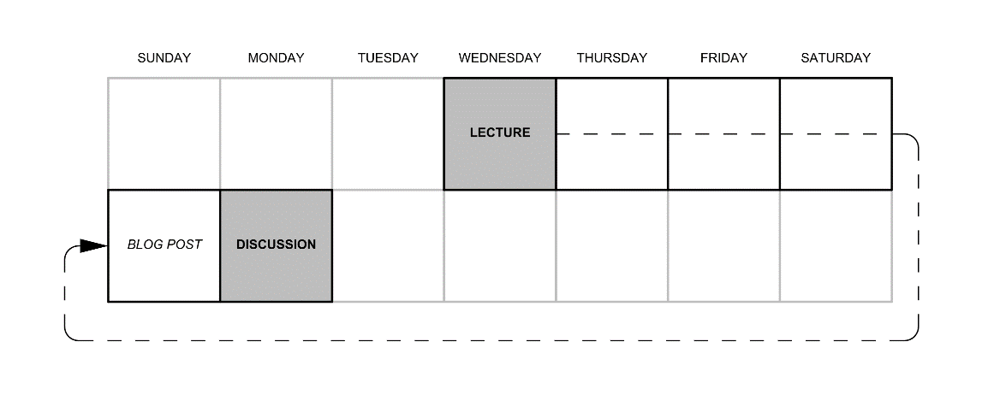 SUNDAY MONDAY TUESDAY WEDNESDAY THURSDAY FRIDAY SATURDAY
LECTURE
BLOG POST DISCUSSION